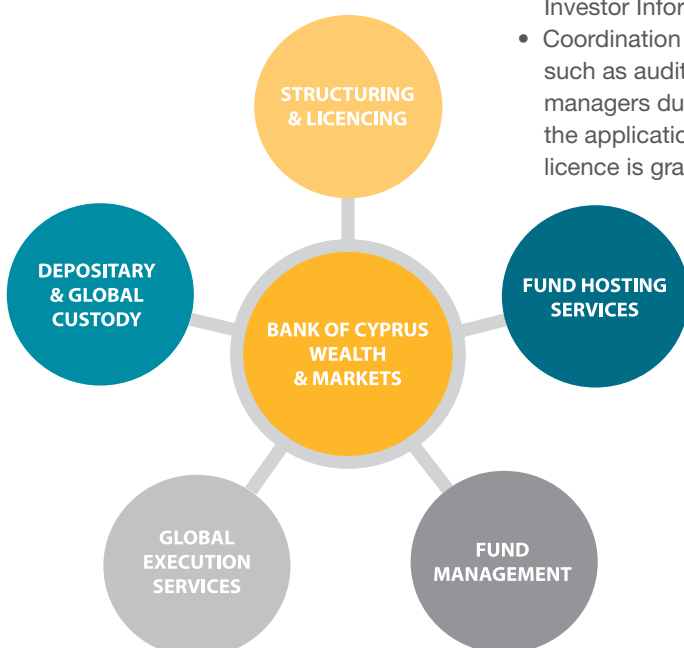 Investor Infor
• Coordination
such as audit
managers du
the applicatio
licence is gra
STRUCTURING
& LICENCING
DEPOSITARY
& GLOBAL
CUSTODY
FUND HOSTING
SERVICES
BANK OF CYPRUS
WEALTH
& MARKETS
GLOBAL
EXECUTION
SERVICES
FUND
MANAGEMENT